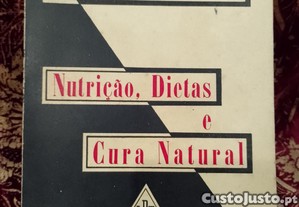 Nutrição, Dietas
e
Cura Natural
Custojusto.pt